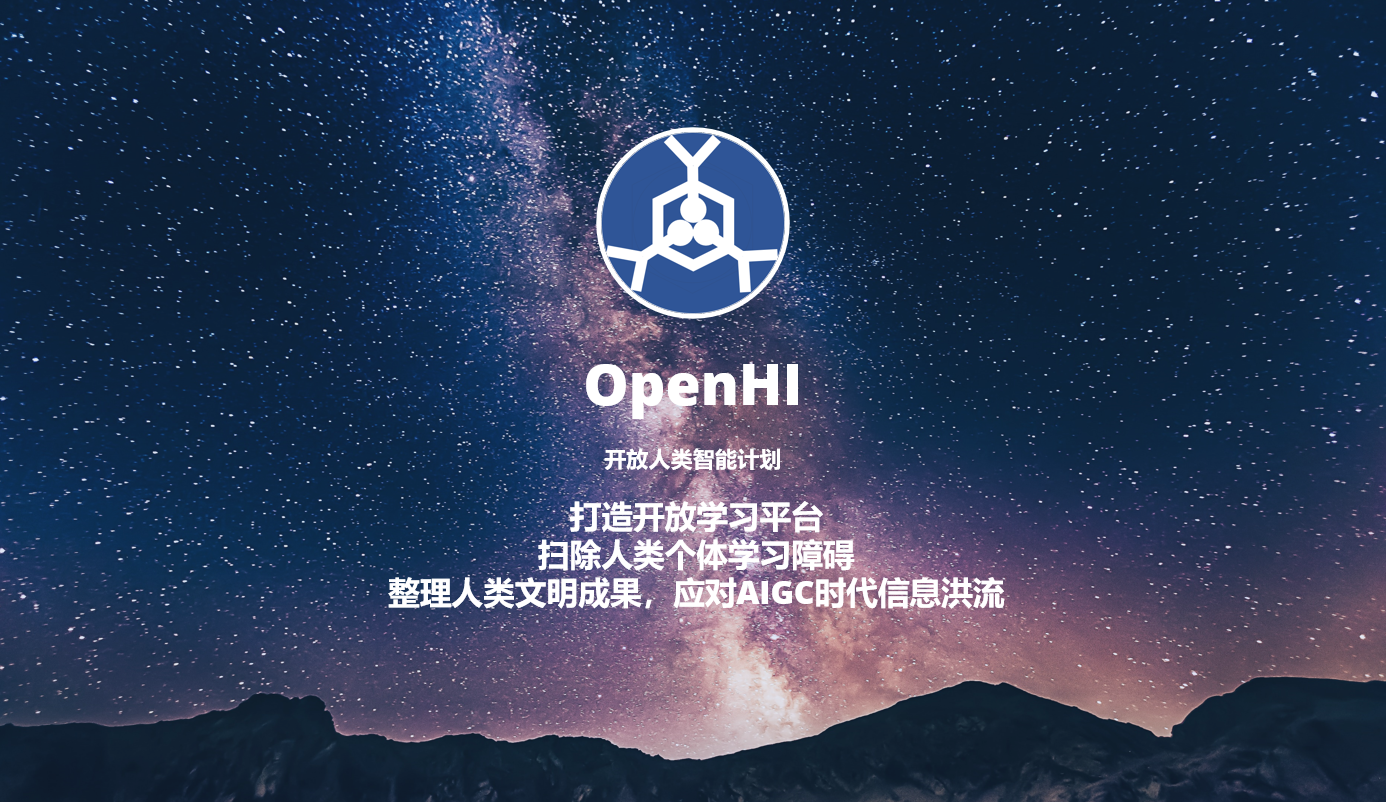 OpenHI
开放人类智能计划
打造开放学习平台
扫除人类个体学习障碍
整理人类文明成果，应对AIGC时代信息洪流